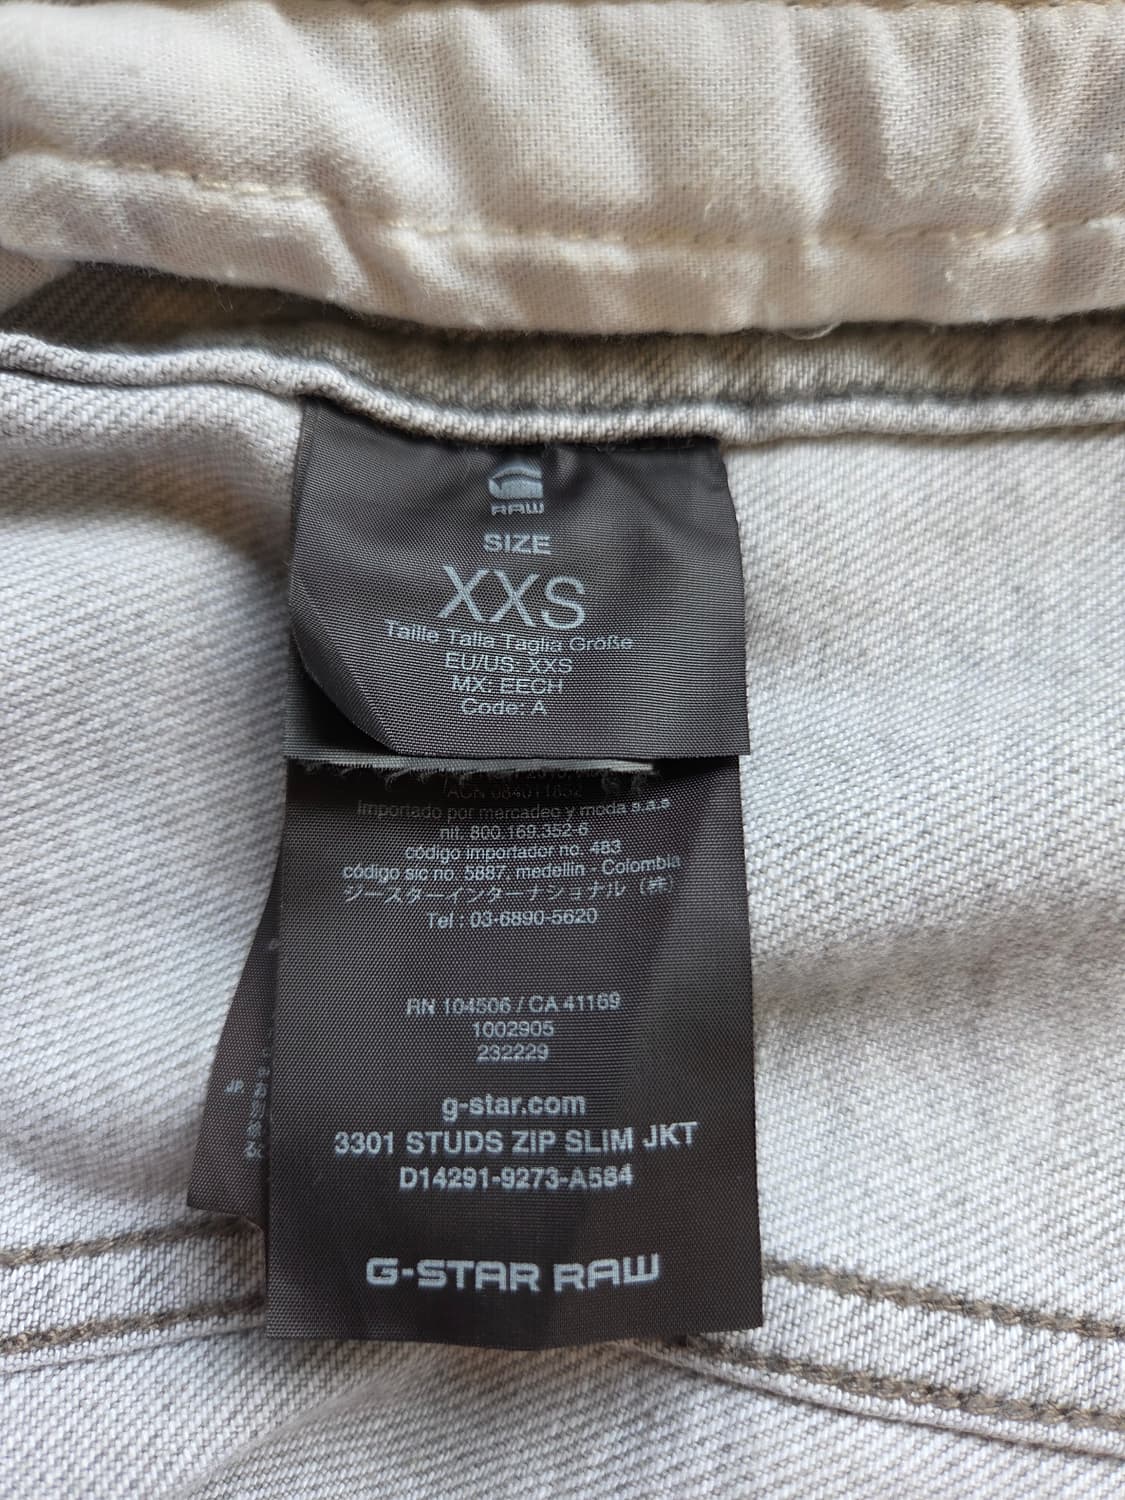 RAW
SIZE
XXS
Taille Talla Taglia Größe
EU/US: XXS
MX: EECH
Code: A
ACN 084011852
Importado por mercadeo y moda s.a.s
nit. 800.169.352-6
código importador no. 483
código sic no. 5887, medellin - Colombia
ジースターインターナショナル（株）
Tel : 03-6890-5620
RN 104506 / CA 41169
1002905
232229
g-star.com
3301 STUDS ZIP SLIM JKT
D14291-9273-A584
G-STAR RAW